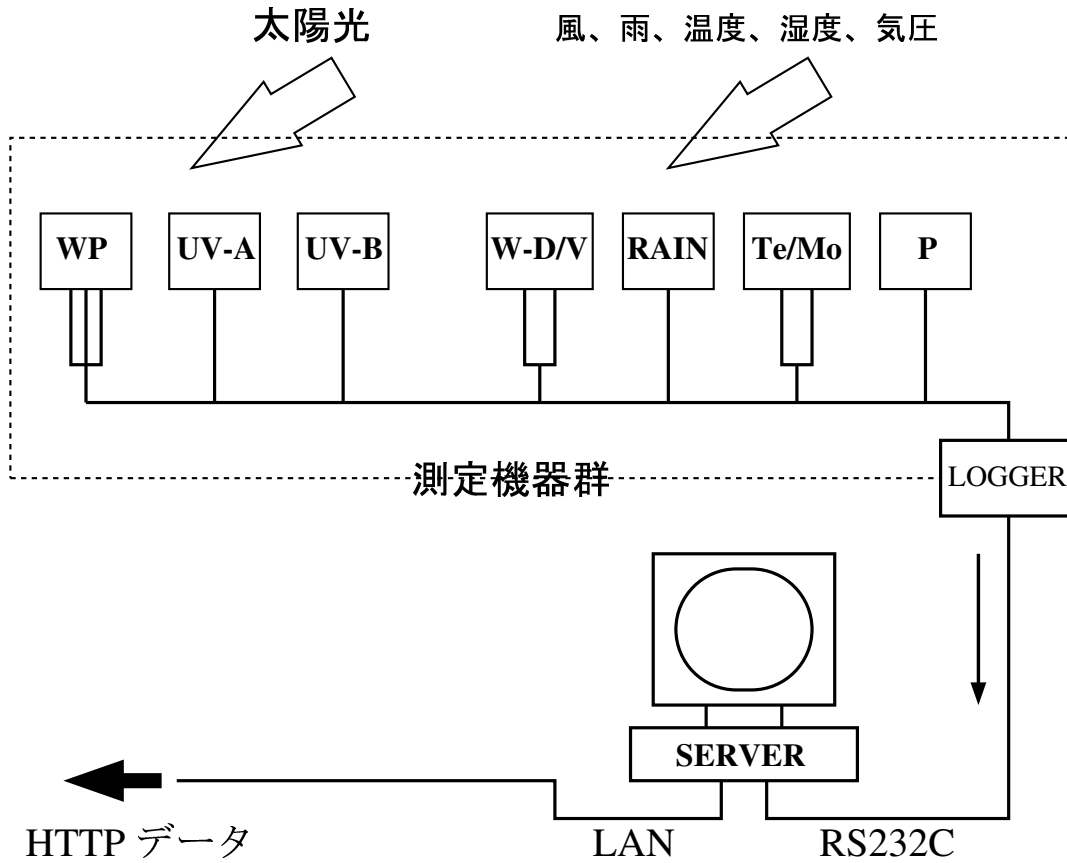 太陽光
風、雨、温度、湿度、気圧
WP
UV-A
UV-B
W-D/V
RAIN
Te/Mo
P
測定機器群
LOGGER
SERVER
HTTP データ
LAN
RS232C